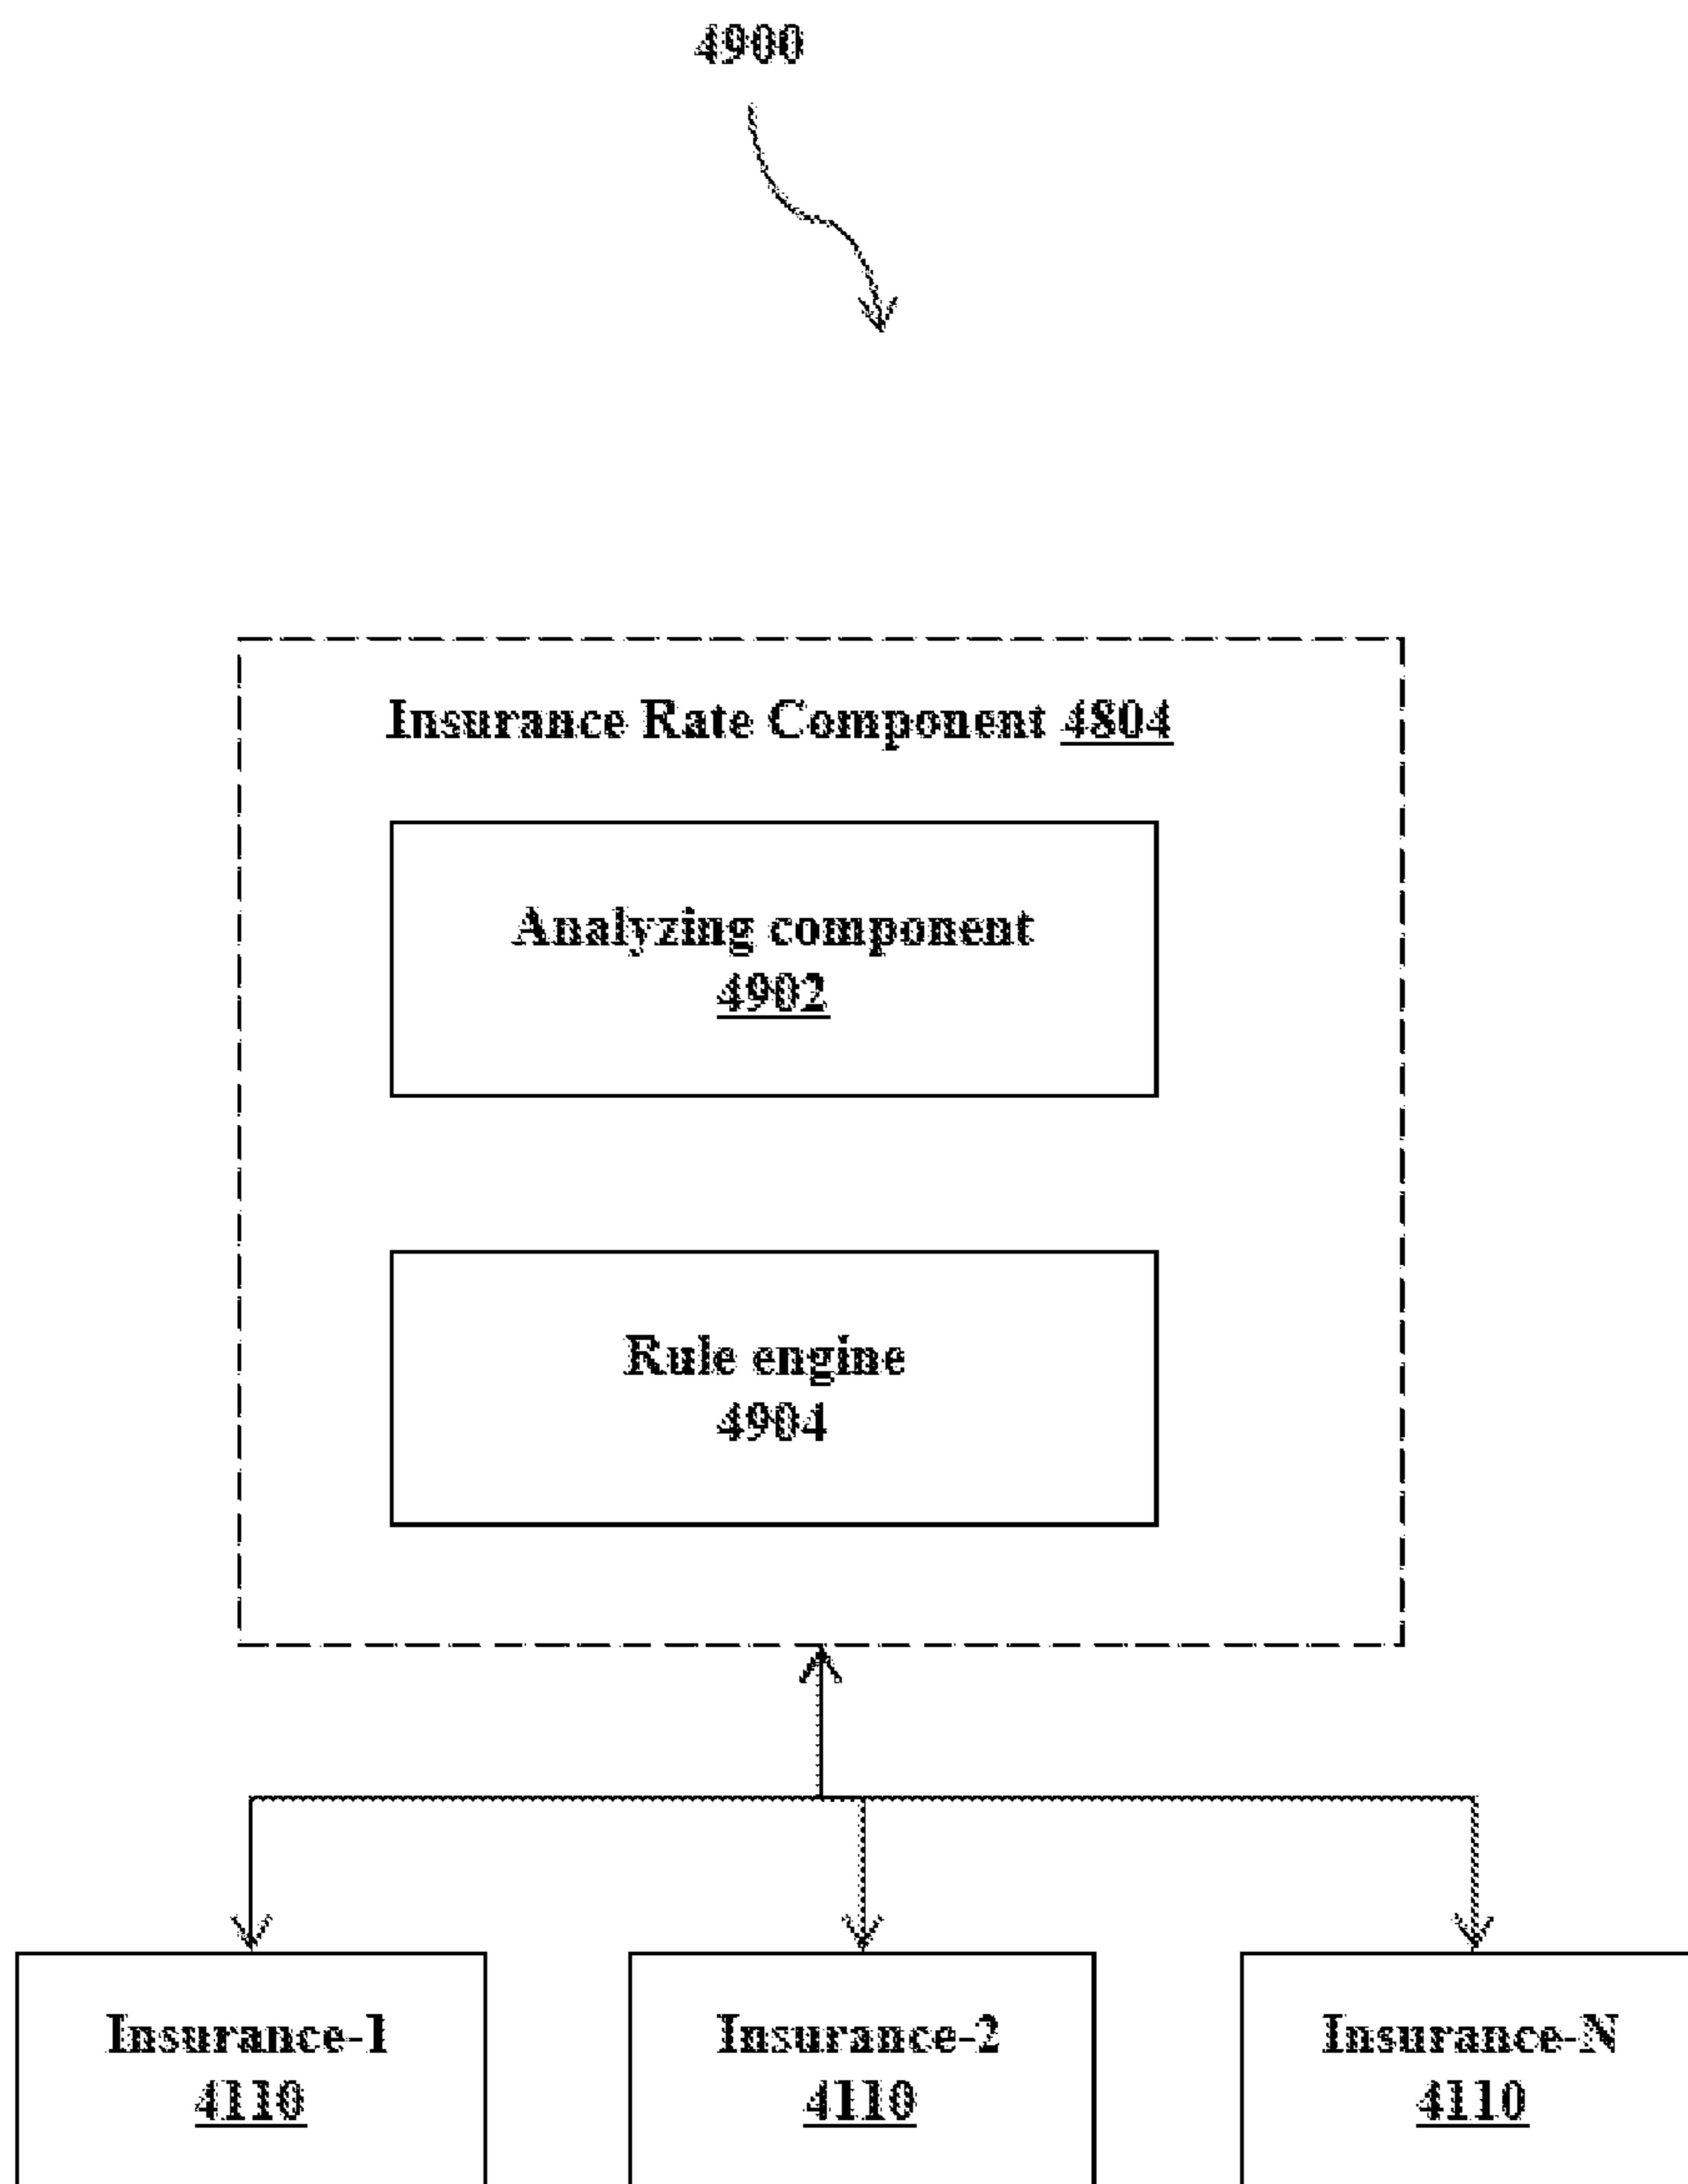 4900
Insurance Rate Component 4804
Analyzing component
4902
Rule engine
4904
Insurance-1
4110
Insurance-2
4110
Insurance-N
4110